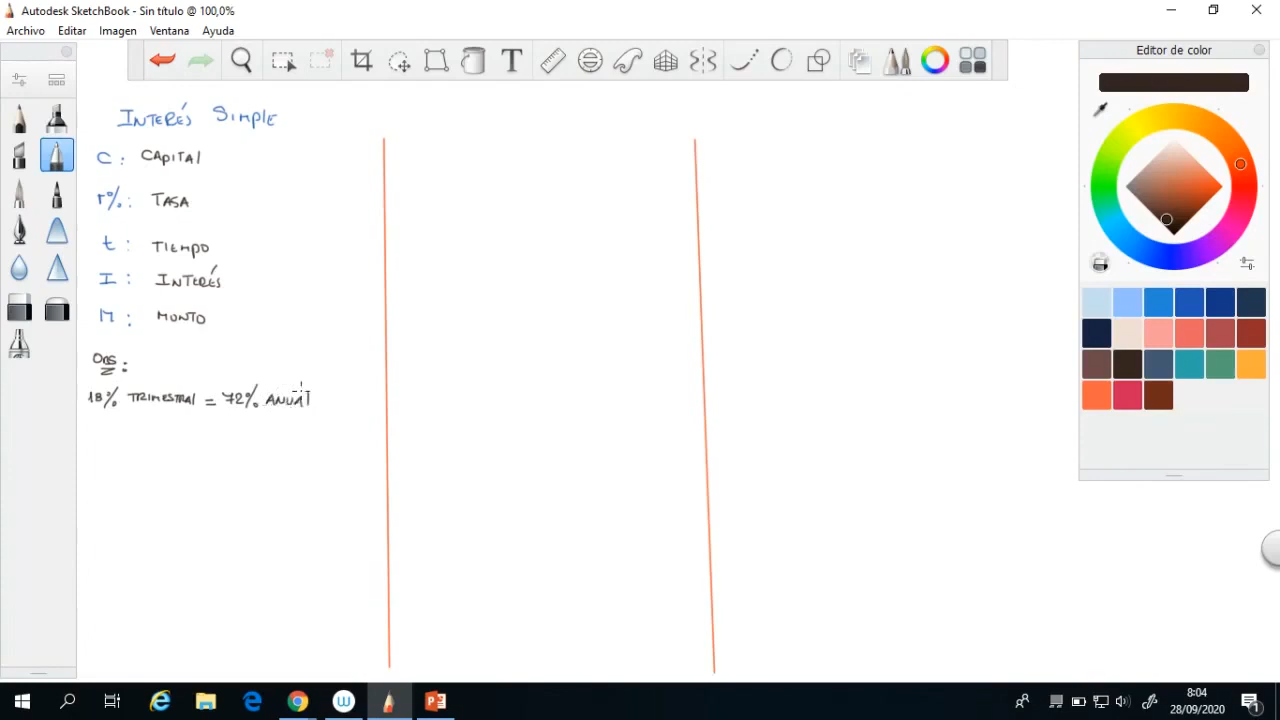 Autodesk SketchBook - Sin título @ 100,0%
Archivo Editar Imagen Ventana Ayuda
Editor de color
INTERÉS SIMPLE
C: CAPITAL
r%: TASA
t: TIEMPO
I: INTERÉS
M: MONTO
OBS:
18% TRIMESTRAL = 72% ANUAL
8:04
28/09/2020